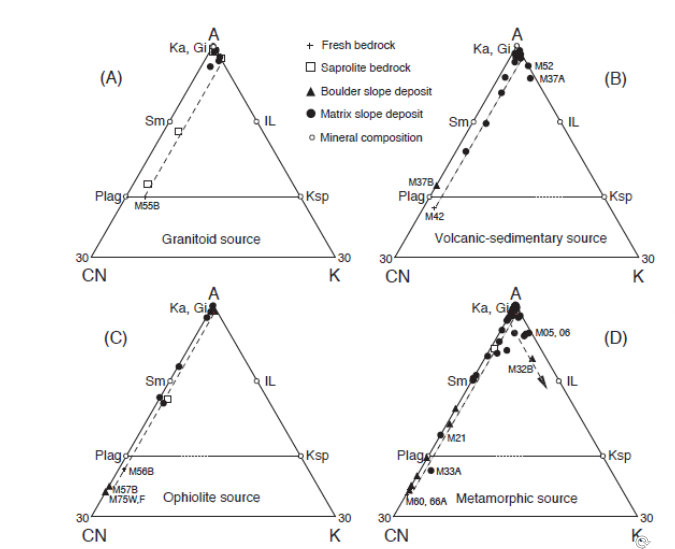 A
Ka, Gi
(A)
Sm
IL
Plag
Ksp
M55B
Granitoid source
30
30
CN
K
Fresh bedrock
Saprolite bedrock
Boulder slope deposit
Matrix slope deposit
Mineral composition
A
Ka, Gi
M52
M37A
(B)
Sm
IL
M37B
Plag
Ksp
M42
Volcanic-sedimentary source
30
30
CN
K
A
Ka, Gi
(C)
Sm
IL
Plag
Ksp
M56B
M57B
M75W,F
Ophiolite source
30
30
CN
K
A
Ka, Gi
M05, 06
(D)
M32B
Sm
IL
M21
Plag
Ksp
M33A
M60, 66A
Metamorphic source
30
30
CN
K